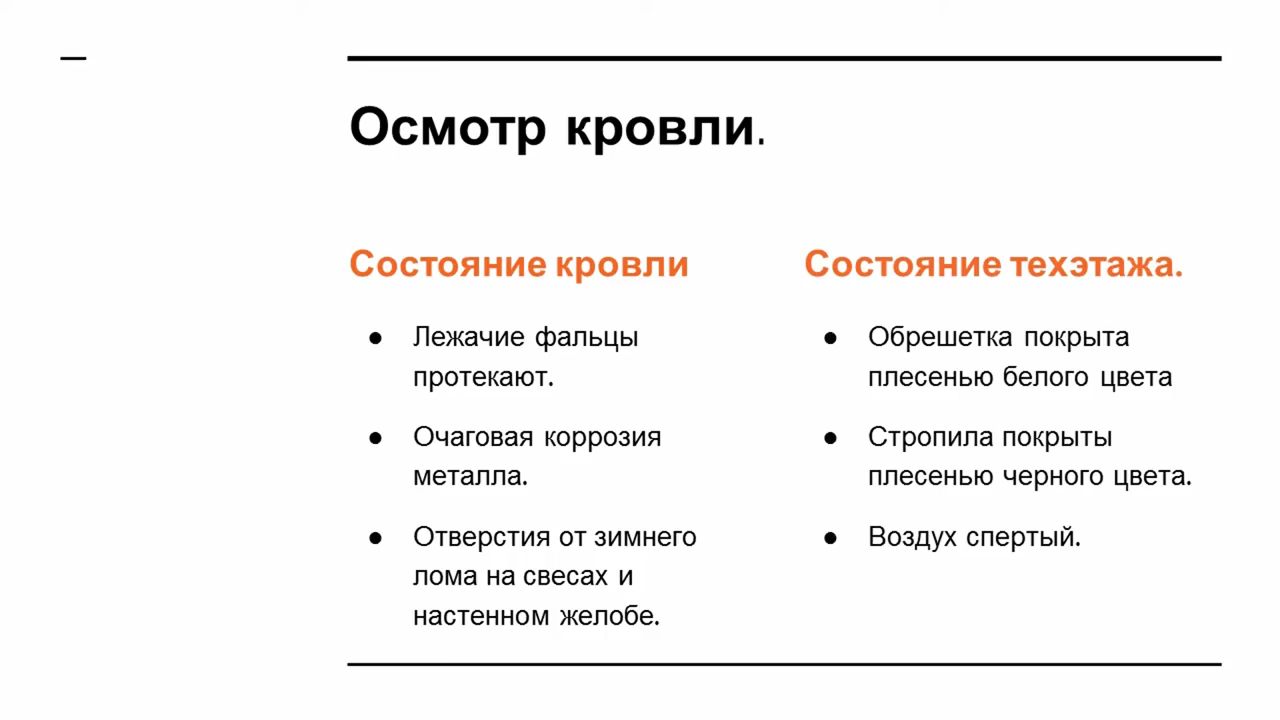 Осмотр кровли.
Состояние кровли
● Лежачие фальцы
протекают.
● Очаговая коррозия
металла.
● Отверстия от зимнего
лома на свесах и
настенном желобе.
Состояние техэтажа.
● Обрешетка покрыта
плесенью белого цвета
● Стропила покрыты
плесенью черного цвета.
● Воздух спертый.